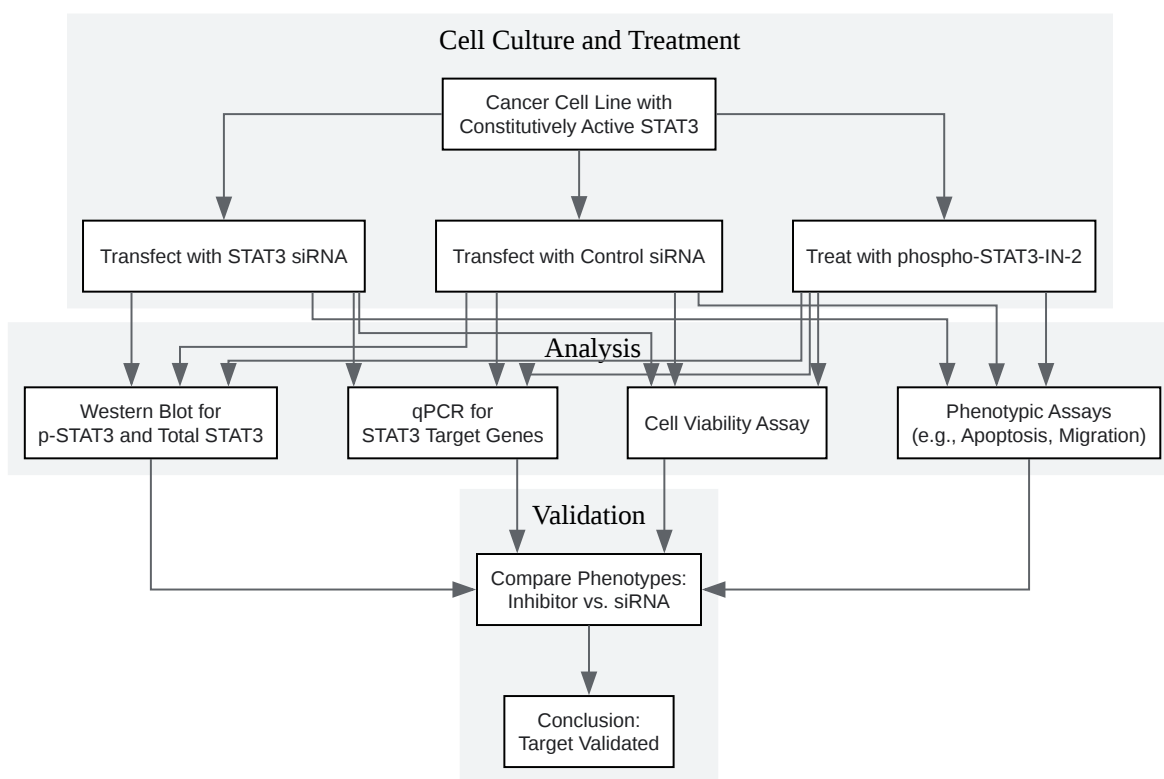 Cell Culture and Treatment
Cancer Cell Line with
Constitutively Active STAT3
Transfect with STAT3 siRNA
Transfect with Control siRNA
Treat with phospho-STAT3-IN-2
Analysis
Western Blot for
p-STAT3 and Total STAT3
qPCR for
STAT3 Target Genes
Cell Viability Assay
Phenotypic Assays
(e.g., Apoptosis, Migration)
Validation
Compare Phenotypes:
Inhibitor vs. siRNA
Conclusion:
Target Validated